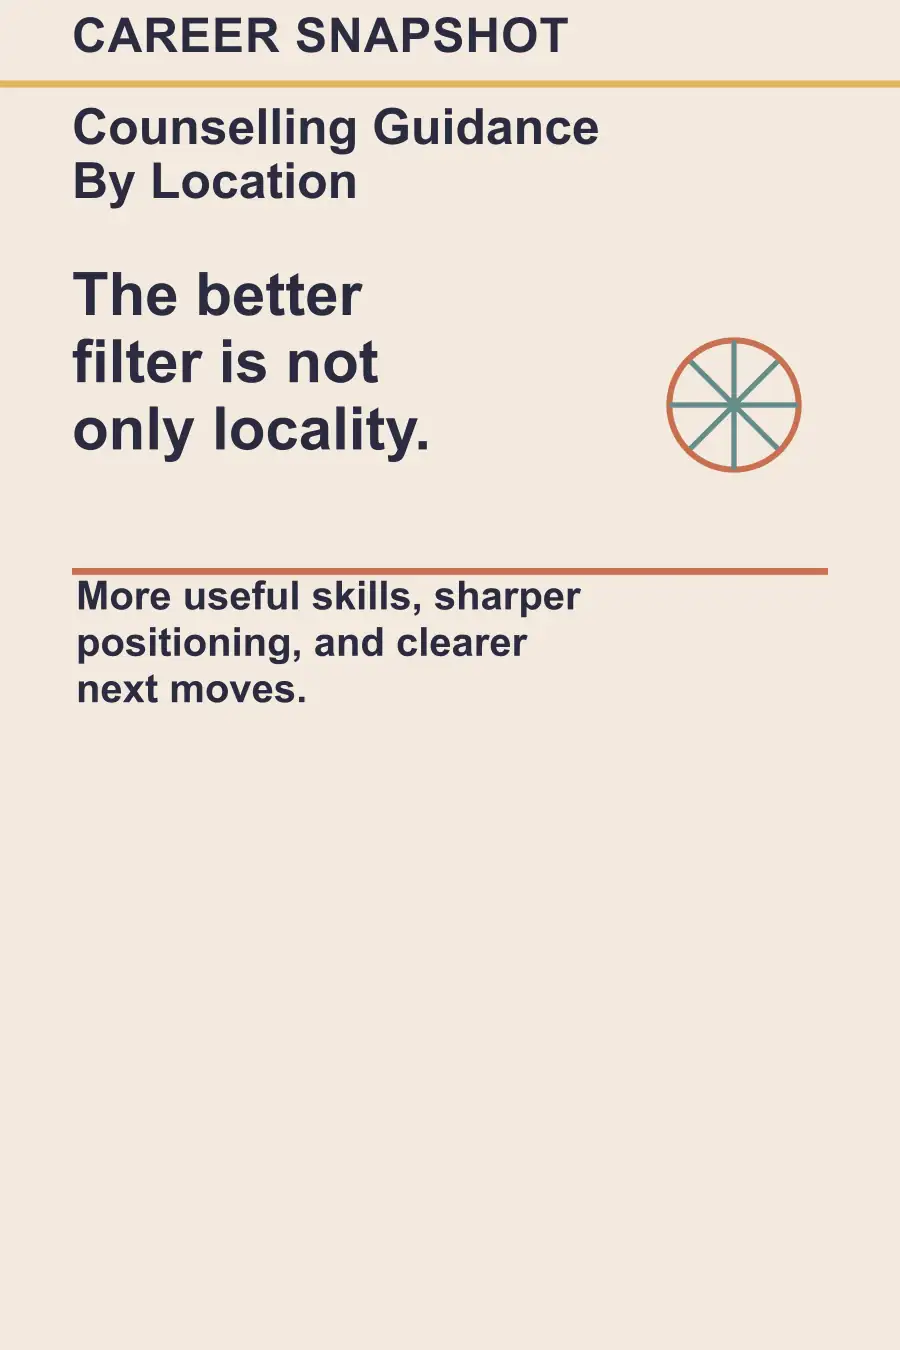 CAREER SNAPSHOT
Counselling Guidance
By Location
The better
filter is not
only locality.
More useful skills, sharper
positioning, and clearer
next moves.